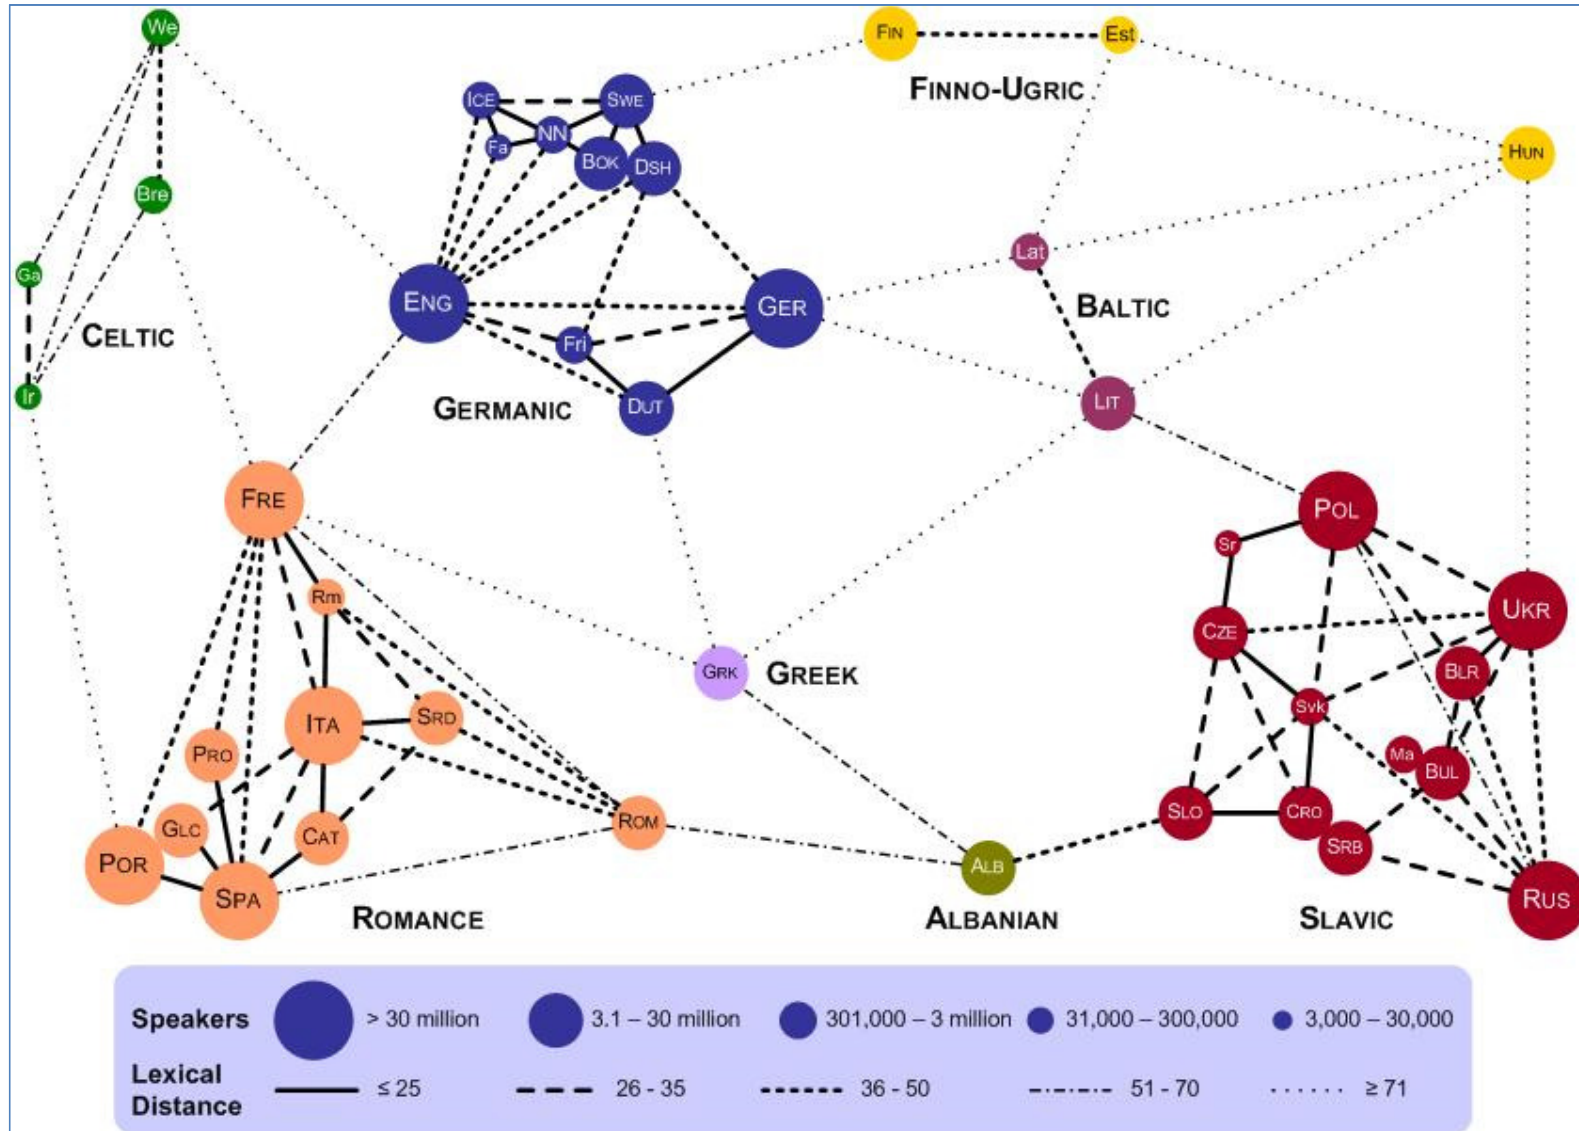 We
FIN
Est
ICE
SWE
FINNO-UGRIC
NN
Fa
BOK
DSH
HUN
Bre
Lat
Ga
ENG
GER
BALTIC
CELTIC
Fri
Ir
DUT
LIT
GERMANIC
FRE
POL
Sr
Rm
UKR
CZE
GRK
GREEK
BLR
Svk
ITA
SRD
PRO
Ma
BUL
GLC
CAT
ROM
SLO
CRO
SRB
POR
SPA
ALB
RUS
ROMANCE
ALBANIAN
SLAVIC
Speakers > 30 million 3.1 – 30 million 301,000 – 3 million 31,000 – 300,000 3,000 – 30,000
Lexical
Distance ≤ 25 26 - 35 36 - 50 51 - 70 ≥ 71